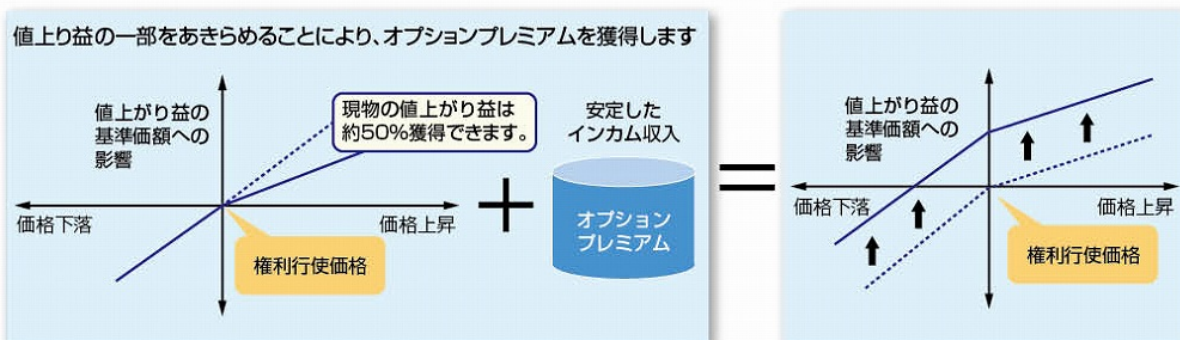 値上り益の一部をあきらめることにより、オプションプレミアムを獲得します
値上がり益の
基準価額への
影響
現物の値上がり益は
約50%獲得できます。
価格下落
価格上昇
権利行使価格
安定した
インカム収入
オプション
プレミアム
値上がり益の
基準価額への
影響
価格下落
価格上昇
権利行使価格